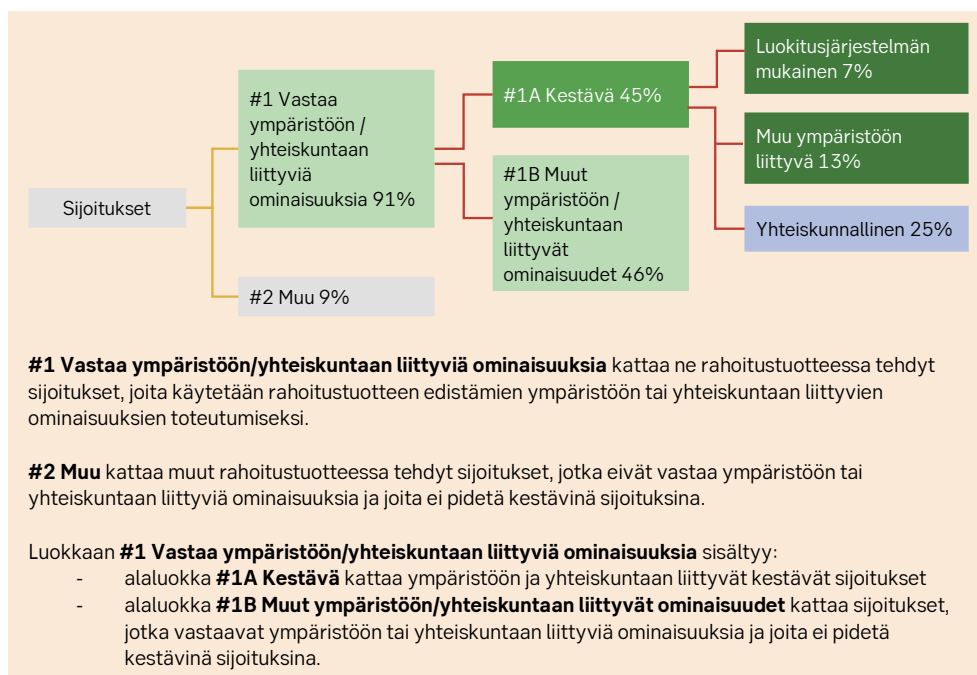 Sijoitukset
#1 Vastaa
ympäristöön /
yhteiskuntaan
liittyviä
ominaisuuksia 91%
#2 Muu 9%
#1A Kestävä 45%
#1B Muut
ympäristöön /
yhteiskuntaan
liittyvät
ominaisuudet 46%
Luokitusjärjestelmän
mukainen 7%
Muu ympäristöön
liittyvä 13%
Yhteiskunnallinen 25%
#1 Vastaa ympäristöön/yhteiskuntaan liittyviä ominaisuuksia kattaa ne rahoitustuotteessa tehdyt
sijoitukset, joita käytetään rahoitustuotteen edistämien ympäristöön tai yhteiskuntaan liittyvien
ominaisuuksien toteutumiseksi.
#2 Muu kattaa muut rahoitustuotteessa tehdyt sijoitukset, jotka eivät vastaa ympäristöön tai
yhteiskuntaan liittyviä ominaisuuksia ja joita ei pidetä kestävinä sijoituksina.
Luokkaan #1 Vastaa ympäristöön/yhteiskuntaan liittyviä ominaisuuksia sisältyy:
- alaluokka #1A Kestävä kattaa ympäristöön ja yhteiskuntaan liittyvät kestävät sijoitukset
- alaluokka #1B Muut ympäristöön/yhteiskuntaan liittyvät ominaisuudet kattaa sijoitukset,
jotka vastaavat ympäristöön tai yhteiskuntaan liittyviä ominaisuuksia ja joita ei pidetä
kestävinä sijoituksina.